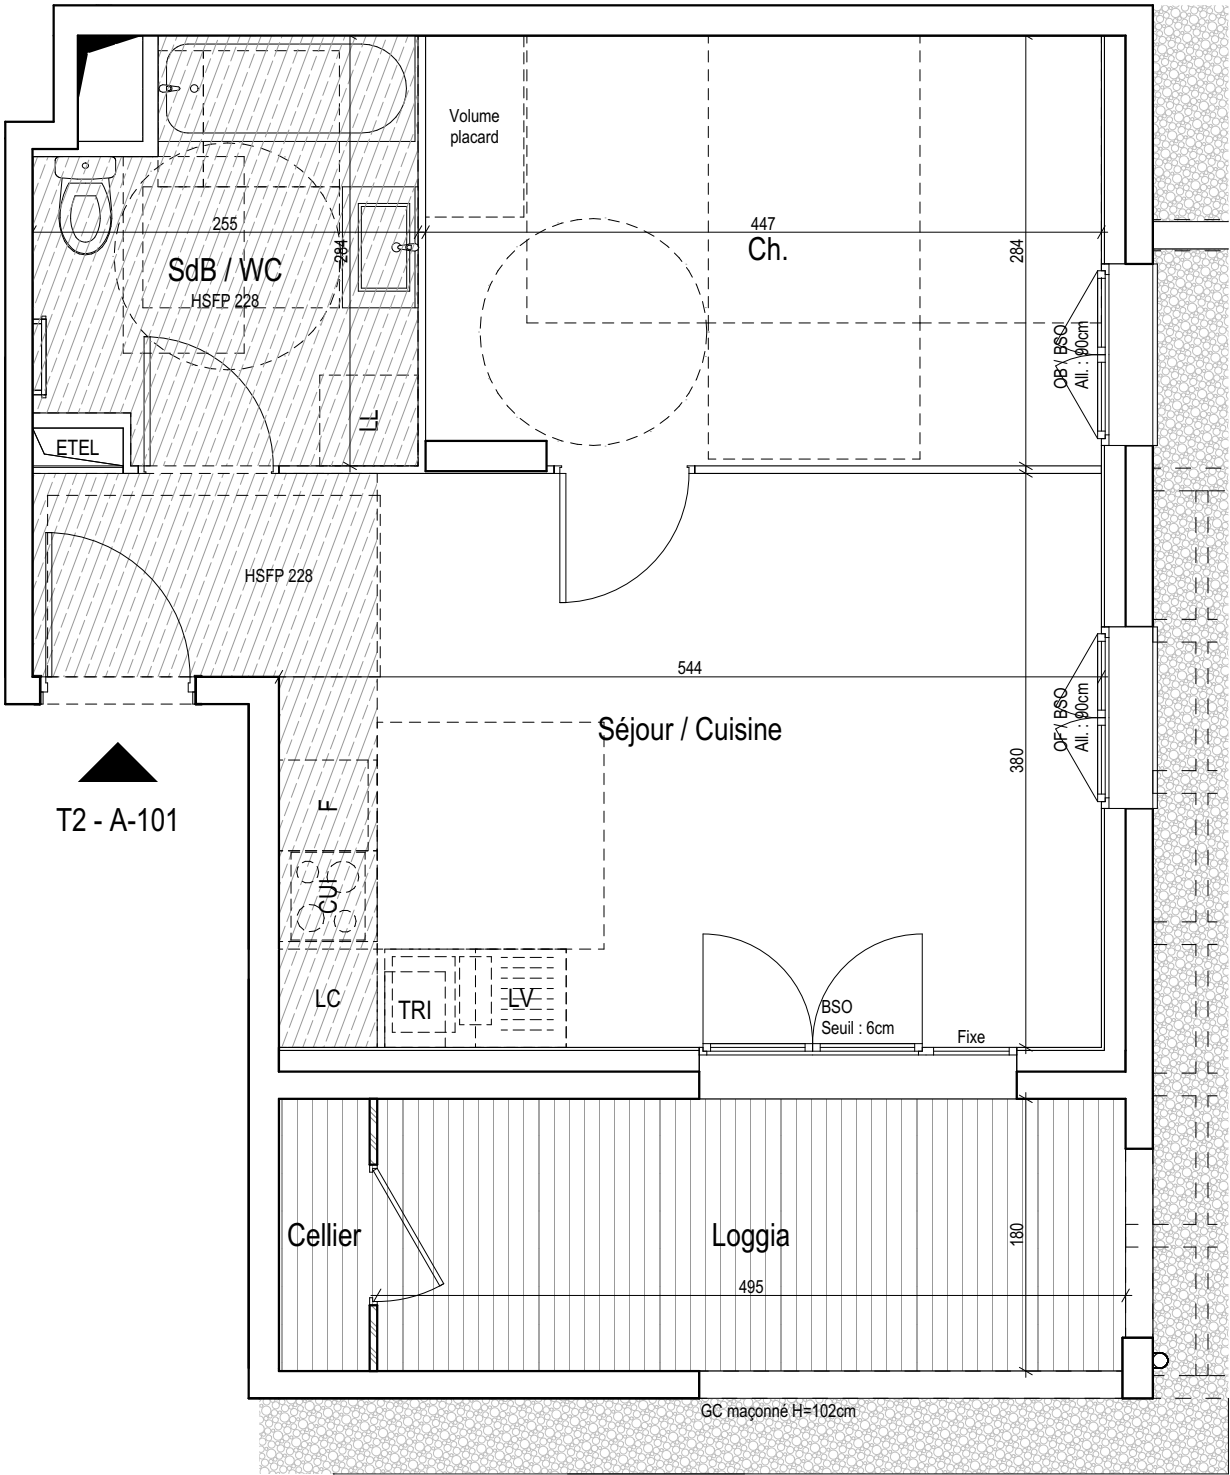 Volume
placard
255
447
284
284
Ch.
SdB / WC
HSFP 228
OB / BSO
All. : 90cm
LL
ETEL
HSFP 228
544
OF / BSO
All. : 90cm
Séjour / Cuisine
380
F
T2 - A-101
CUI
LC
TRI
LV
BSO
Seuil : 6cm
Fixe
Cellier
Loggia
180
495
GC maçonné H=102cm